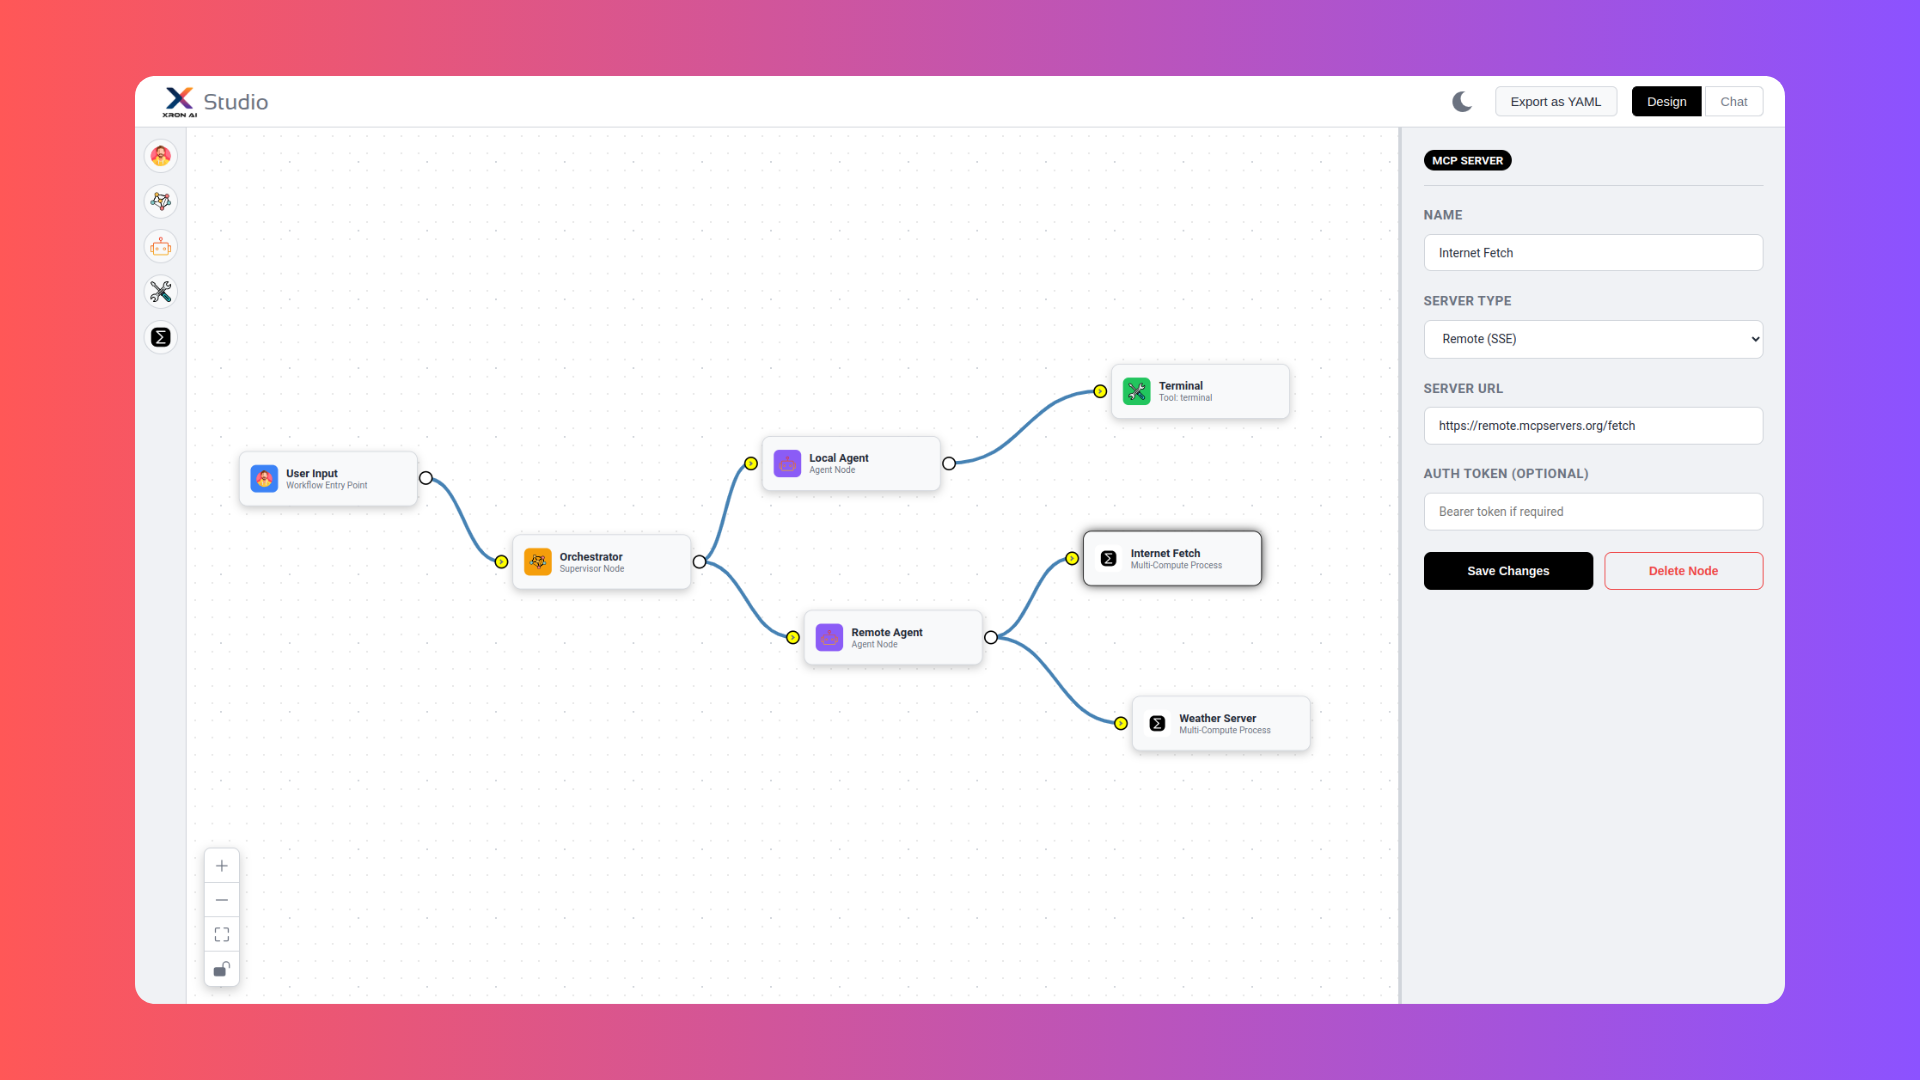 XRON AI
Studio
Export as YAML
Design
Chat
User Input
Workflow Entry Point
Orchestrator
Supervisor Node
Local Agent
Agent Node
Remote Agent
Agent Node
Terminal
Tool: terminal
Internet Fetch
Multi-Compute Process
Weather Server
Multi-Compute Process
MCP SERVER
NAME
Internet Fetch
SERVER TYPE
Remote (SSE)
SERVER URL
https://remote.mcpservers.org/fetch
AUTH TOKEN (OPTIONAL)
Bearer token if required
Save Changes
Delete Node